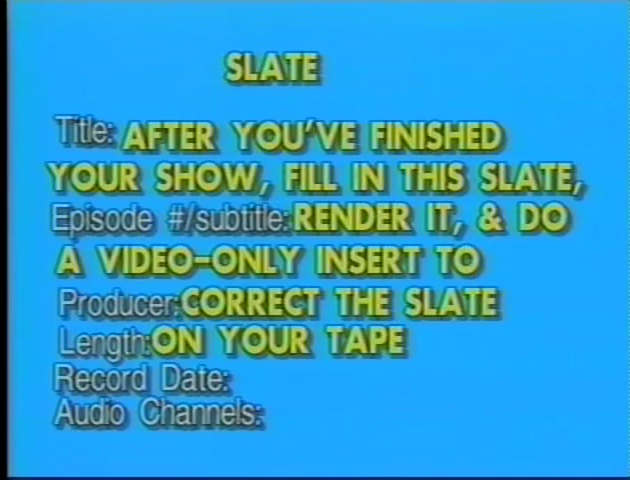 SLATE
Title: AFTER YOU'VE FINISHED
YOUR SHOW, FILL IN THIS SLATE,
Episode #/subtitle: RENDER IT, & DO
A VIDEO-ONLY INSERT TO
Producer: CORRECT THE SLATE
Length: ON YOUR TAPE
Record Date:
Audio Channels: